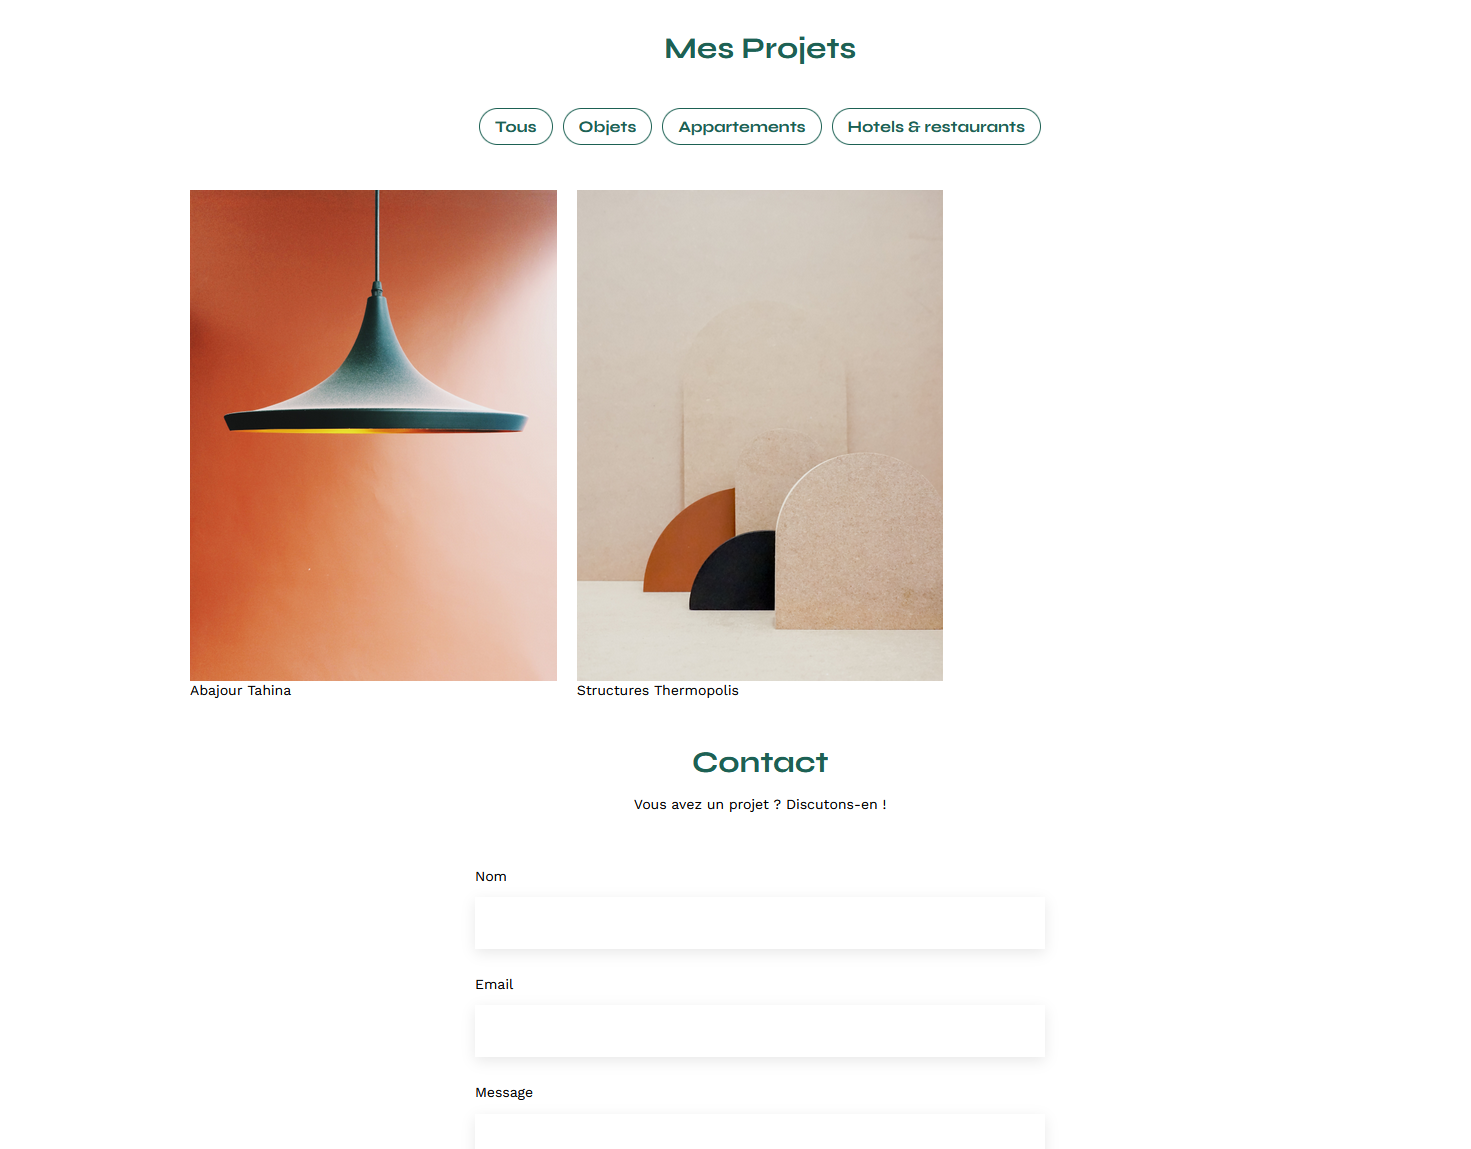 Mes Projets
Tous
Objets
Appartements
Hotels & restaurants
Abajour Tahina
Structures Thermopolis
Contact
Vous avez un projet ? Discutons-en !
Nom
Email
Message